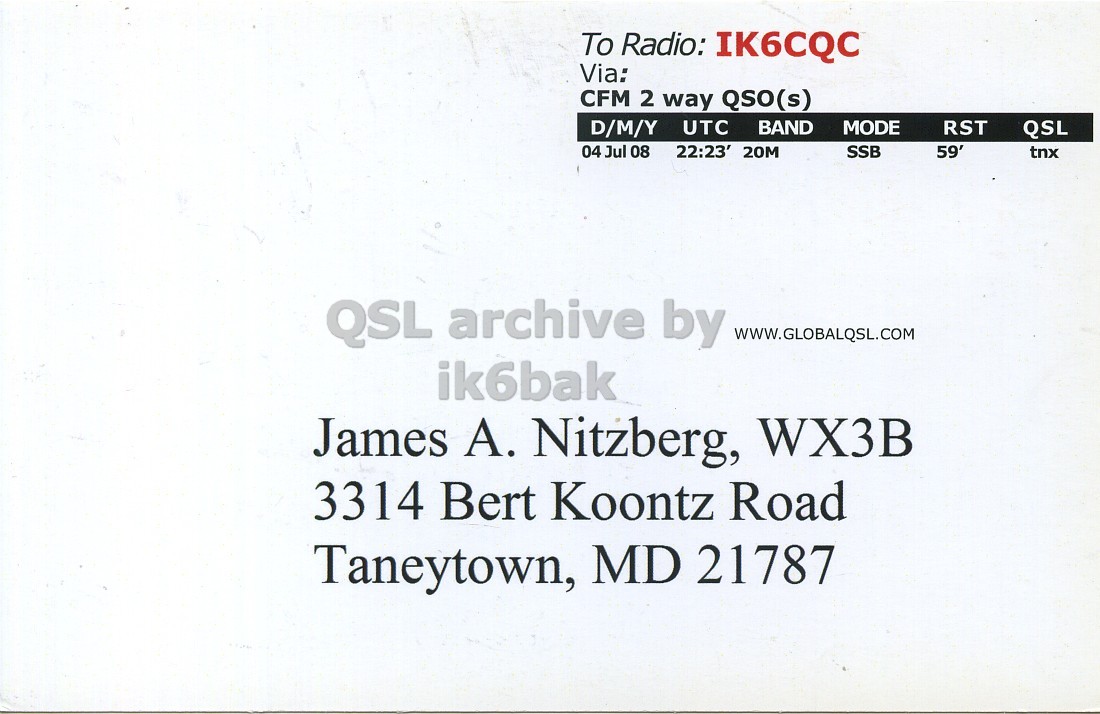 To Radio: IK6CQC
Via:
CFM 2 way QSO(s)
D/M/Y UTC BAND MODE RST QSL
04 Jul 08 22:23' 20M SSB 59' tnx
QSL archive by
ik6bak
WWW.GLOBALQSL.COM
James A. Nitzberg, WX3B
3314 Bert Koontz Road
Taneytown, MD 21787